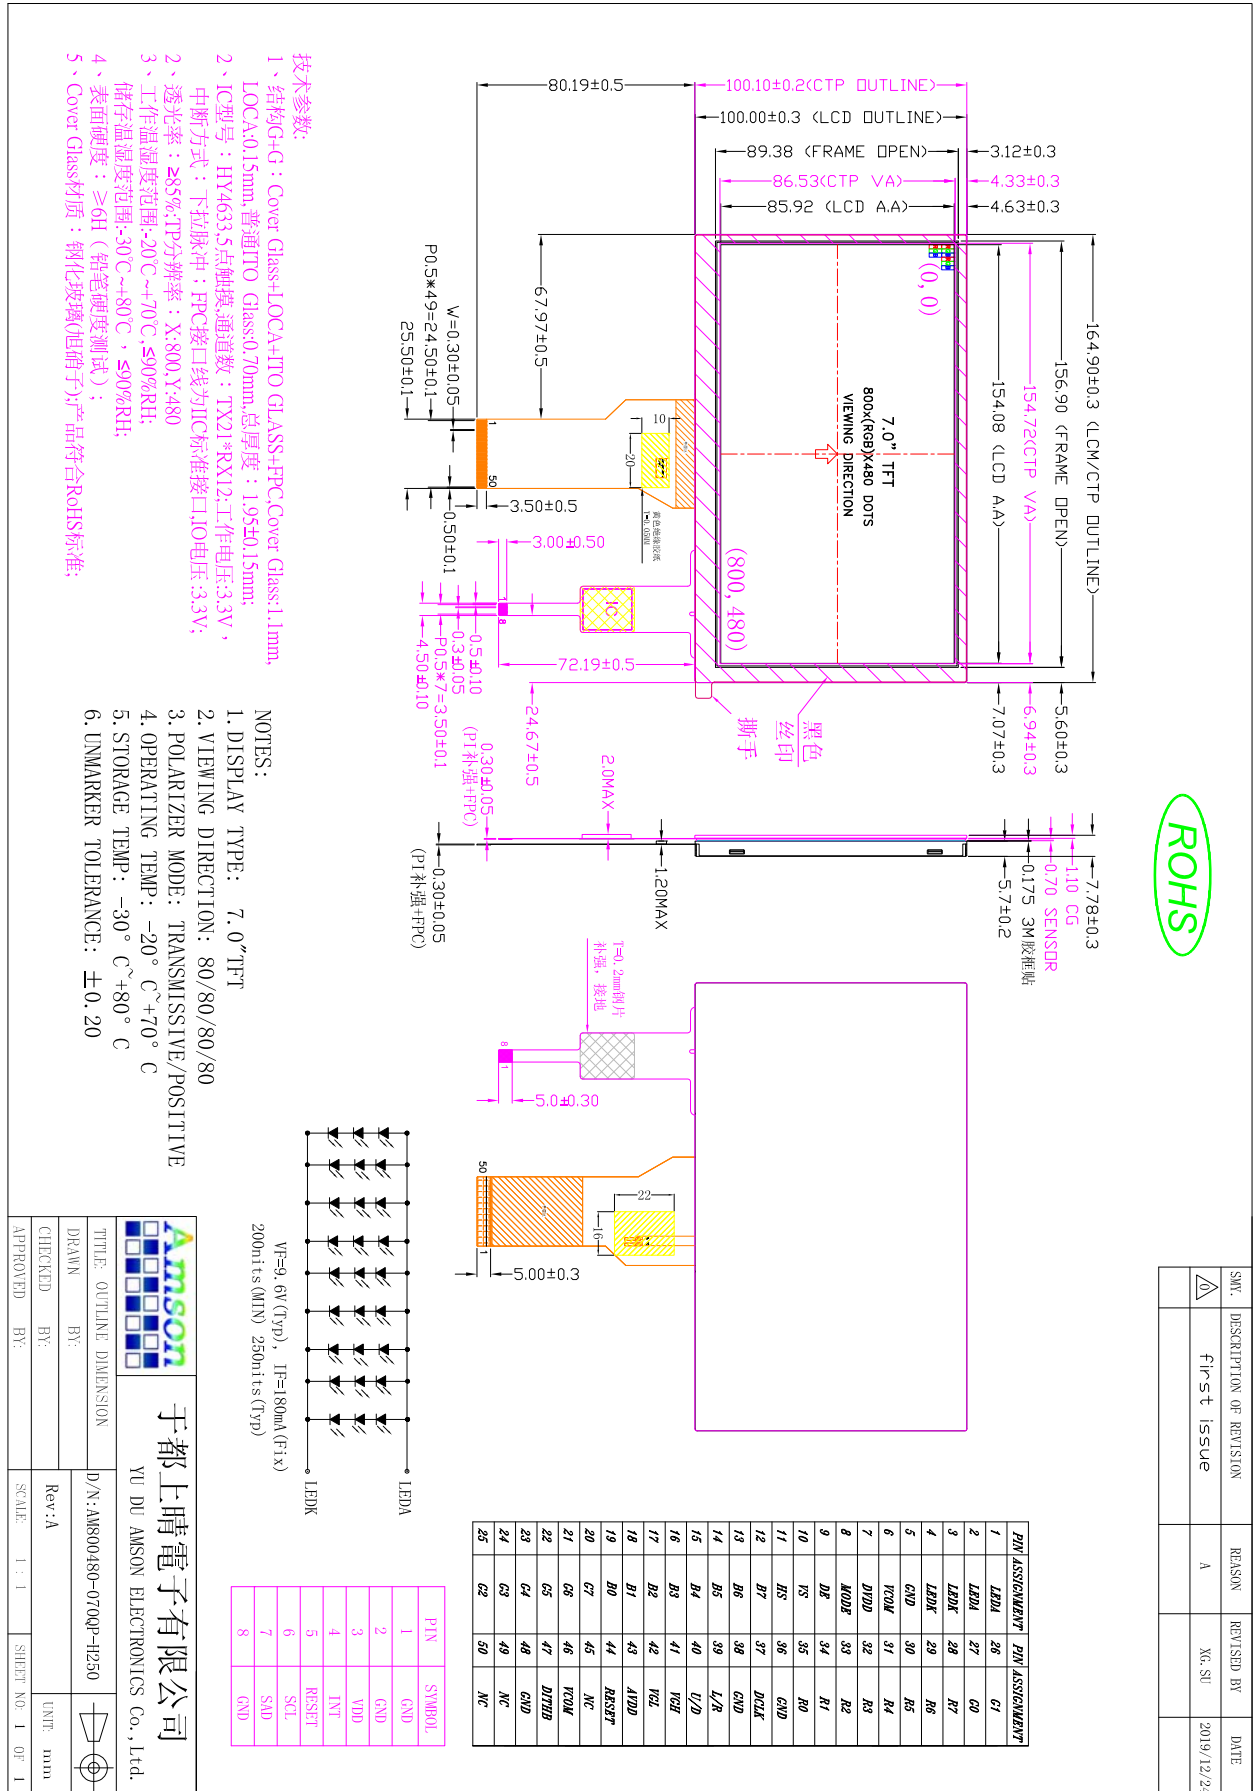 SMY.
DESCRIPTION OF REVISION
REASON
REVISED BY
DATE
0
first issue
A
XG.SU
ROHS
80.19±0.5
100.10±0.2(CTP OUTLINE)
100.00±0.3 (LCD OUTLINE)
89.38 (FRAME OPEN)
3.12±0.3
86.53(CTP VA)
4.33±0.3
85.92 (LCD A.A)
4.63±0.3
164.90±0.3 (LCM/CTP OUTLINE)
156.90 (FRAME OPEN)
154.72(CTP VA)
154.08 (LCD A.A)
5.60±0.3
6.94±0.3
7.07±0.3
(0, 0)
(800, 480)
7.0" TFT
800x(RGB)X480 DOTS
VIEWING DIRECTION
67.97±0.5
W=0.30±0.05
P0.5*49=24.50±0.1
25.50±0.1
0.50±0.1
3.50±0.5
1
50
10
20
黄色绝缘胶纸
3.00±0.50
1
8
IC
72.19±0.5
24.67±0.5
0.5±0.10
0.3±0.05
P0.5*7=3.50±0.1
4.50±0.10
撕手
黑色
丝印
7.78±0.3
1.10 CG
0.70 SENSOR
0.175 3M胶框贴
5.7±0.2
2.0MAX
1.20MAX
0.30±0.05
(PI补强+FPC)
0.30±0.05
(PI补强+FPC)
T=0.2mm钢片
补强，接地
8
1
5.0±0.30
50
1
22
16
5.00±0.3
技术参数:
1、结构G+G：Cover Glass+LOCA+ITO GLASS+FPC,Cover Glass:1.1mm,
LOCA:0.15mm,普通ITO Glass:0.70mm,总厚度：1.95±0.15mm;
2、IC型号：HY4633,5点触摸,通道数：TX21*RX12;工作电压:3.3V，
中断方式：下拉脉冲；FPC接口线为IIC标准接口,IO电压:3.3V;
2、透光率：≥85%;TP分辨率：X:800,Y:480
3、工作温湿度范围:-20℃~+70℃,≤90%RH;
储存温湿度范围:-30℃~+80℃，≤90%RH;
4、表面硬度：≥6H（铅笔硬度测试）;
5、Cover Glass材质：钢化玻璃(旭硝子);产品符合RoHS标准;
NOTES:
1. DISPLAY TYPE: 7.0"TFT
2. VIEWING DIRECTION: 80/80/80/80
3. POLARIZER MODE: TRANSMISSIVE/POSITIVE
4. OPERATING TEMP: -20° C~+70° C
5. STORAGE TEMP: -30° C~+80° C
6. UNMARKER TOLERANCE: ±0.20
LEDA
LEDK
VF=9.6V(Typ), IF=180mA(Fix)
200nits(MIN) 250nits(Typ)
PIN ASSIGNMENT PIN ASSIGNMENT
1 LEDA 26 G1
2 LEDA 27 G0
3 LEDK 28 R7
4 LEDK 29 R6
5 GND 30 R5
6 VCOM 31 R4
7 DVDD 32 R3
8 MODE 33 R2
9 DE 34 R1
10 VS 35 R0
11 HS 36 GND
12 B7 37 DCLK
13 B6 38 GND
14 B5 39 L/R
15 B4 40 U/D
16 B3 41 VGH
17 B2 42 VGL
18 B1 43 AVDD
19 B0 44 RESET
20 G7 45 NC
21 G6 46 VCOM
22 G5 47 DITHB
23 G4 48 GND
24 G3 49 NC
25 G2 50 NC
PIN SYMBOL
1 GND
2 GND
3 VDD
4 INT
5 RESET
6 SCL
7 SAD
8 GND
Amson
于都上晴電子有限公司
YU DU AMSON ELECTRONICS Co., Ltd.
TITLE: OUTLINE DIMENSION
D/N:AM800480-070QP-H250
DRAWN BY:
CHECKED BY:
APPROVED BY:
Rev:A
UNIT: mm
SCALE: 1 : 1
SHEET NO: 1 OF 1